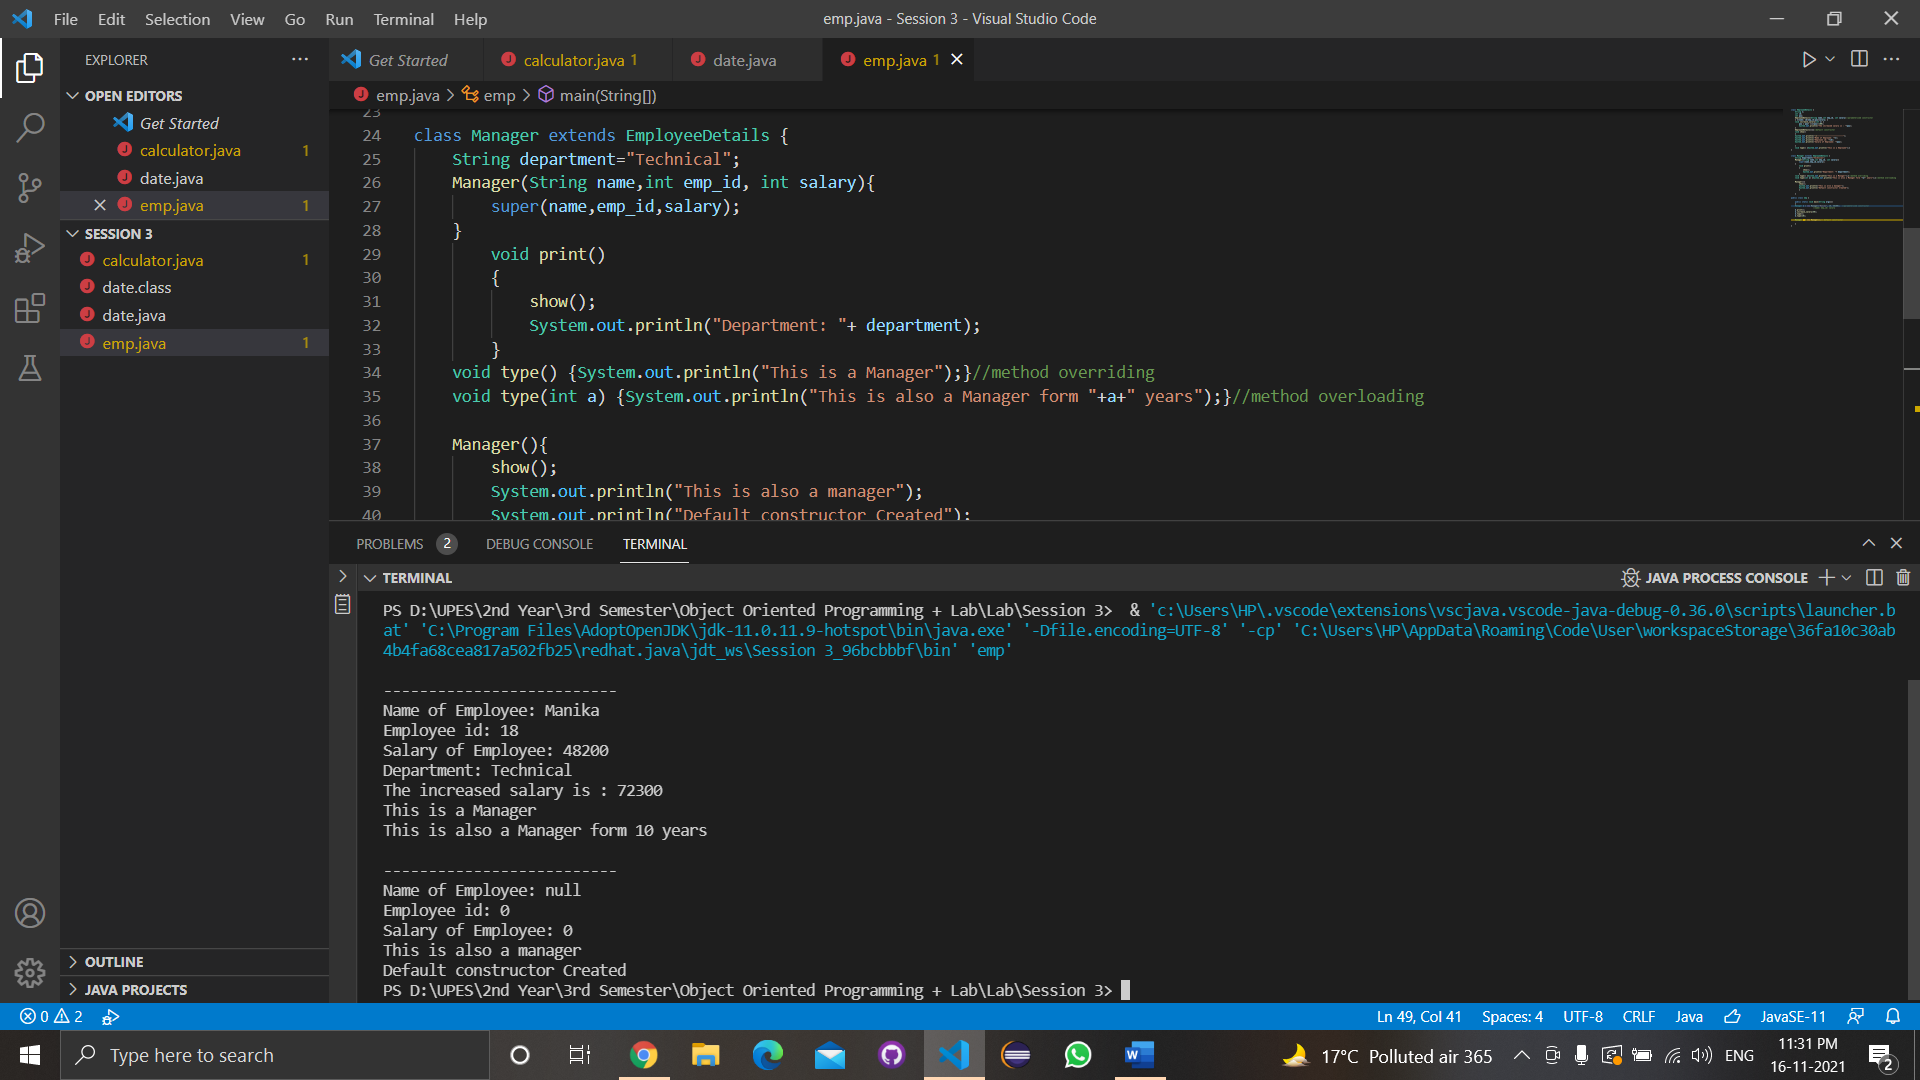 File Edit Selection View Go Run Terminal Help
emp.java - Session 3 - Visual Studio Code
EXPLORER
OPEN EDITORS
Get Started
calculator.java 1
date.java
emp.java 1
SESSION 3
calculator.java 1
date.class
date.java
emp.java 1
OUTLINE
JAVA PROJECTS
Get Started calculator.java 1 date.java emp.java 1
emp.java > emp > main(String[])
23
24 class Manager extends EmployeeDetails {
25 String department="Technical";
26 Manager(String name,int emp_id, int salary){
27 super(name,emp_id,salary);
28 }
29 void print()
30 {
31 show();
32 System.out.println("Department: "+ department);
33 }
34 void type() {System.out.println("This is a Manager");}//method overriding
35 void type(int a) {System.out.println("This is also a Manager form "+a+" years");}//method overloading
36
37 Manager(){
38 show();
39 System.out.println("This is also a manager");
40 System.out.println("Default constructor Created");
PROBLEMS 2 DEBUG CONSOLE TERMINAL
TERMINAL
JAVA PROCESS CONSOLE
PS D:\UPES\2nd Year\3rd Semester\Object Oriented Programming + Lab\Lab\Session 3>  & 'c:\Users\HP\.vscode\extensions\vscjava.vscode-java-debug-0.36.0\scripts\launcher.b
at' 'C:\Program Files\AdoptOpenJDK\jdk-11.0.11.9-hotspot\bin\java.exe' '-Dfile.encoding=UTF-8' '-cp' 'C:\Users\HP\AppData\Roaming\Code\User\workspaceStorage\36fa10c30ab
4b4fa68cea817a502fb25\redhat.java\jdt_ws\Session 3_96bcbbbf\bin' 'emp'
--------------------------
Name of Employee: Manika
Employee id: 18
Salary of Employee: 48200
Department: Technical
The increased salary is : 72300
This is a Manager
This is also a Manager form 10 years
--------------------------
Name of Employee: null
Employee id: 0
Salary of Employee: 0
This is also a manager
Default constructor Created
PS D:\UPES\2nd Year\3rd Semester\Object Oriented Programming + Lab\Lab\Session 3>
0 2
Ln 49, Col 41 Spaces: 4 UTF-8 CRLF Java JavaSE-11
Type here to search
17°C Polluted air 365
ENG
11:31 PM
16-11-2021
2